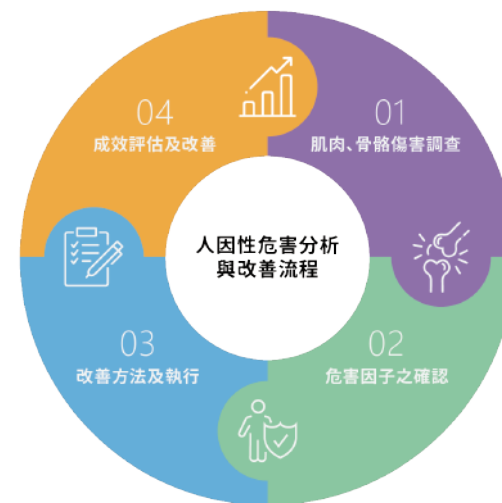 人因性危害分析
與改善流程
01
肌肉、骨骼傷害調查
02
危害因子之確認
03
改善方法及執行
04
成效評估及改善